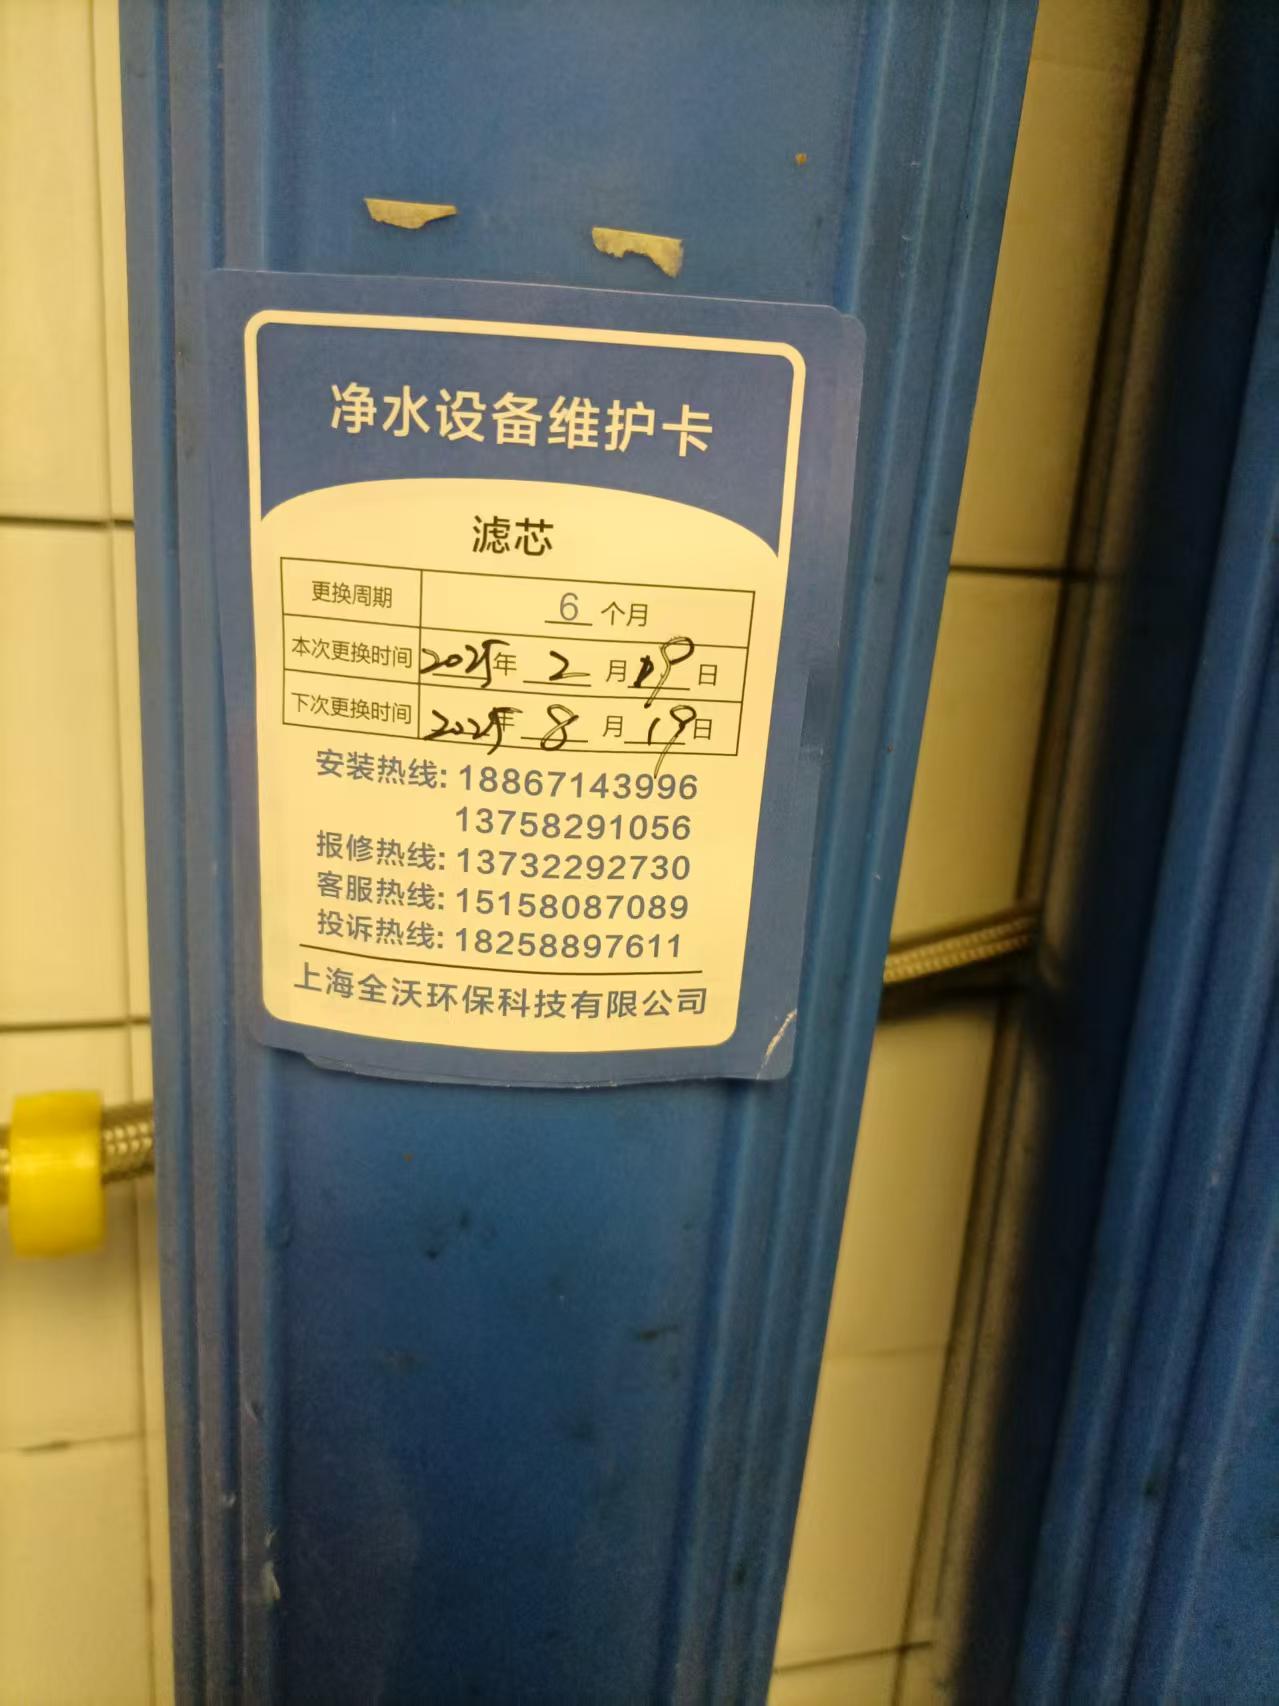 净水设备维护卡
滤芯
更换周期 6 个月
本次更换时间 2025年 2 月 19 日
下次更换时间 2025年 8 月 19 日
安装热线: 18867143996
13758291056
报修热线: 13732292730
客服热线: 15158087089
投诉热线: 18258897611
上海全沃环保科技有限公司